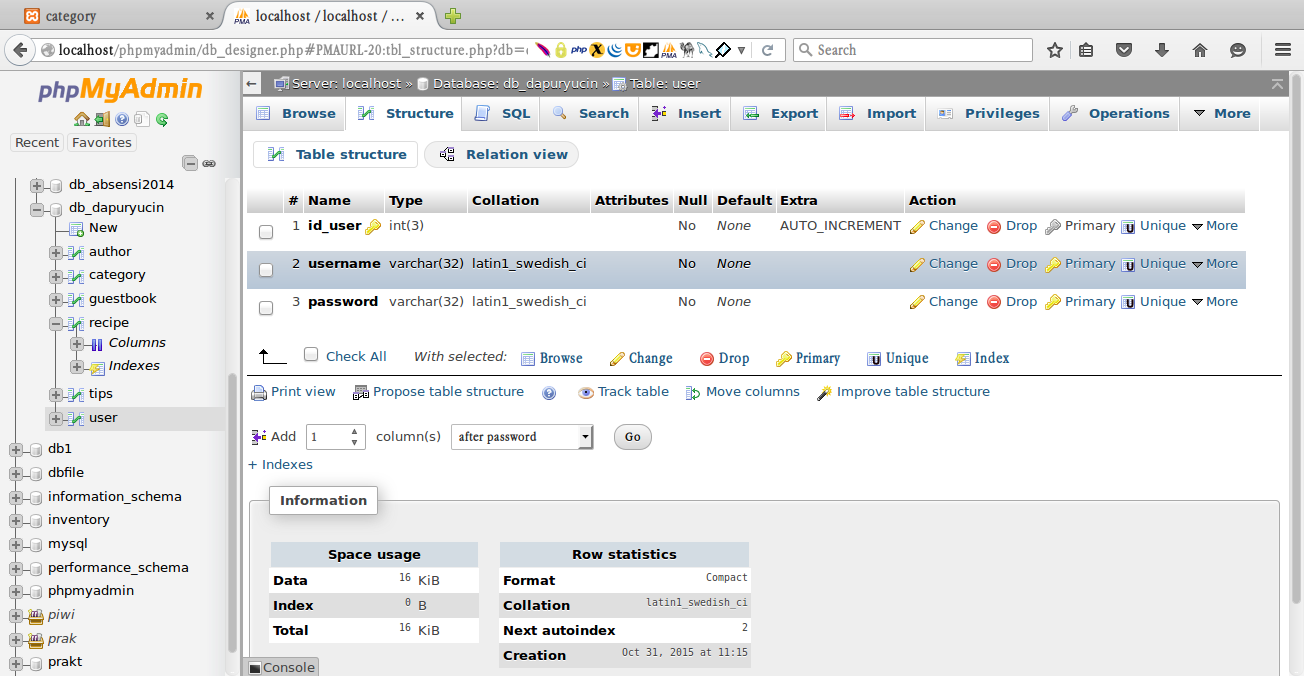 category
localhost / localhost / ...
localhost/phpmyadmin/db_designer.php#PMAURL-20:tbl_structure.php?db=
php
PMA
Search
phpMyAdmin
Recent Favorites
db_absensi2014
db_dapuryucin
New
author
category
guestbook
recipe
Columns
Indexes
tips
user
db1
dbfile
information_schema
inventory
mysql
performance_schema
phpmyadmin
piwi
prak
prakt
Server: localhost » Database: db_dapuryucin » Table: user
Browse Structure SQL Search Insert Export Import Privileges Operations More
Table structure Relation view
# Name Type Collation Attributes Null Default Extra Action
1 id_user int(3) No None AUTO_INCREMENT Change Drop Primary Unique More
2 username varchar(32) latin1_swedish_ci No None Change Drop Primary Unique More
3 password varchar(32) latin1_swedish_ci No None Change Drop Primary Unique More
Check All With selected: Browse Change Drop Primary Unique Index
Print view Propose table structure Track table Move columns Improve table structure
Add 1 column(s) after password Go
+ Indexes
Information
Space usage
Data 16 KiB
Index 0 B
Total 16 KiB
Row statistics
Format Compact
Collation latin1_swedish_ci
Next autoindex 2
Creation Oct 31, 2015 at 11:15
Console